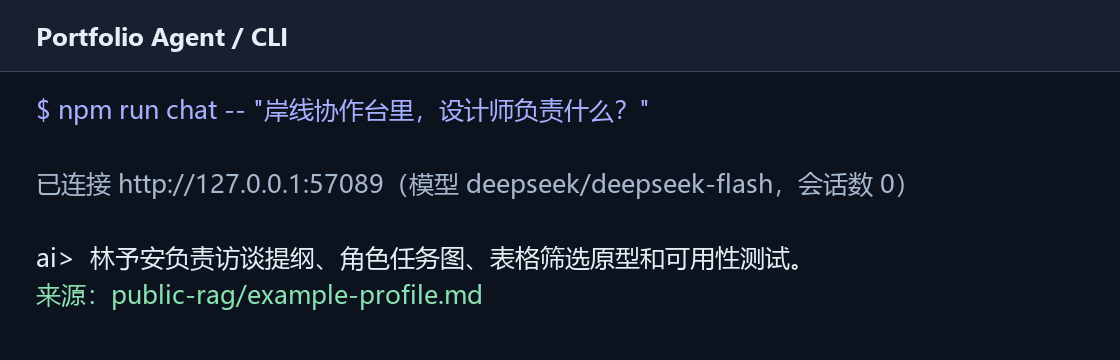 Portfolio Agent / CLI
$ npm run chat -- "岸线协作台里，设计师负责什么？"
已连接 http://127.0.0.1:57089（模型 deepseek/deepseek-flash，会话数 0）
ai> 林予安负责访谈提纲、角色任务图、表格筛选原型和可用性测试。
来源：public-rag/example-profile.md